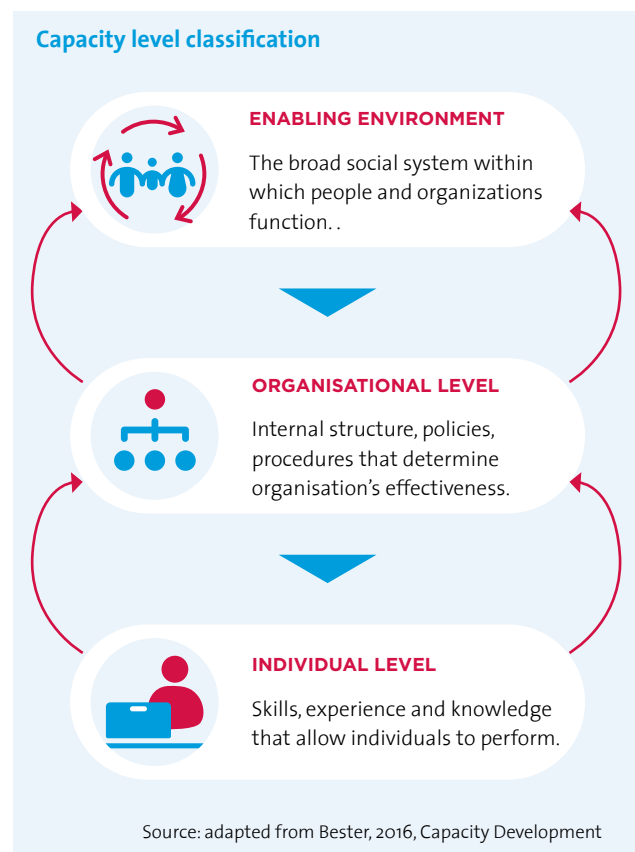 Capacity level classification
ENABLING ENVIRONMENT
The broad social system within
which people and organizations
function. .
ORGANISATIONAL LEVEL
Internal structure, policies,
procedures that determine
organisation’s effectiveness.
INDIVIDUAL LEVEL
Skills, experience and knowledge
that allow individuals to perform.
Source: adapted from Bester, 2016, Capacity Development